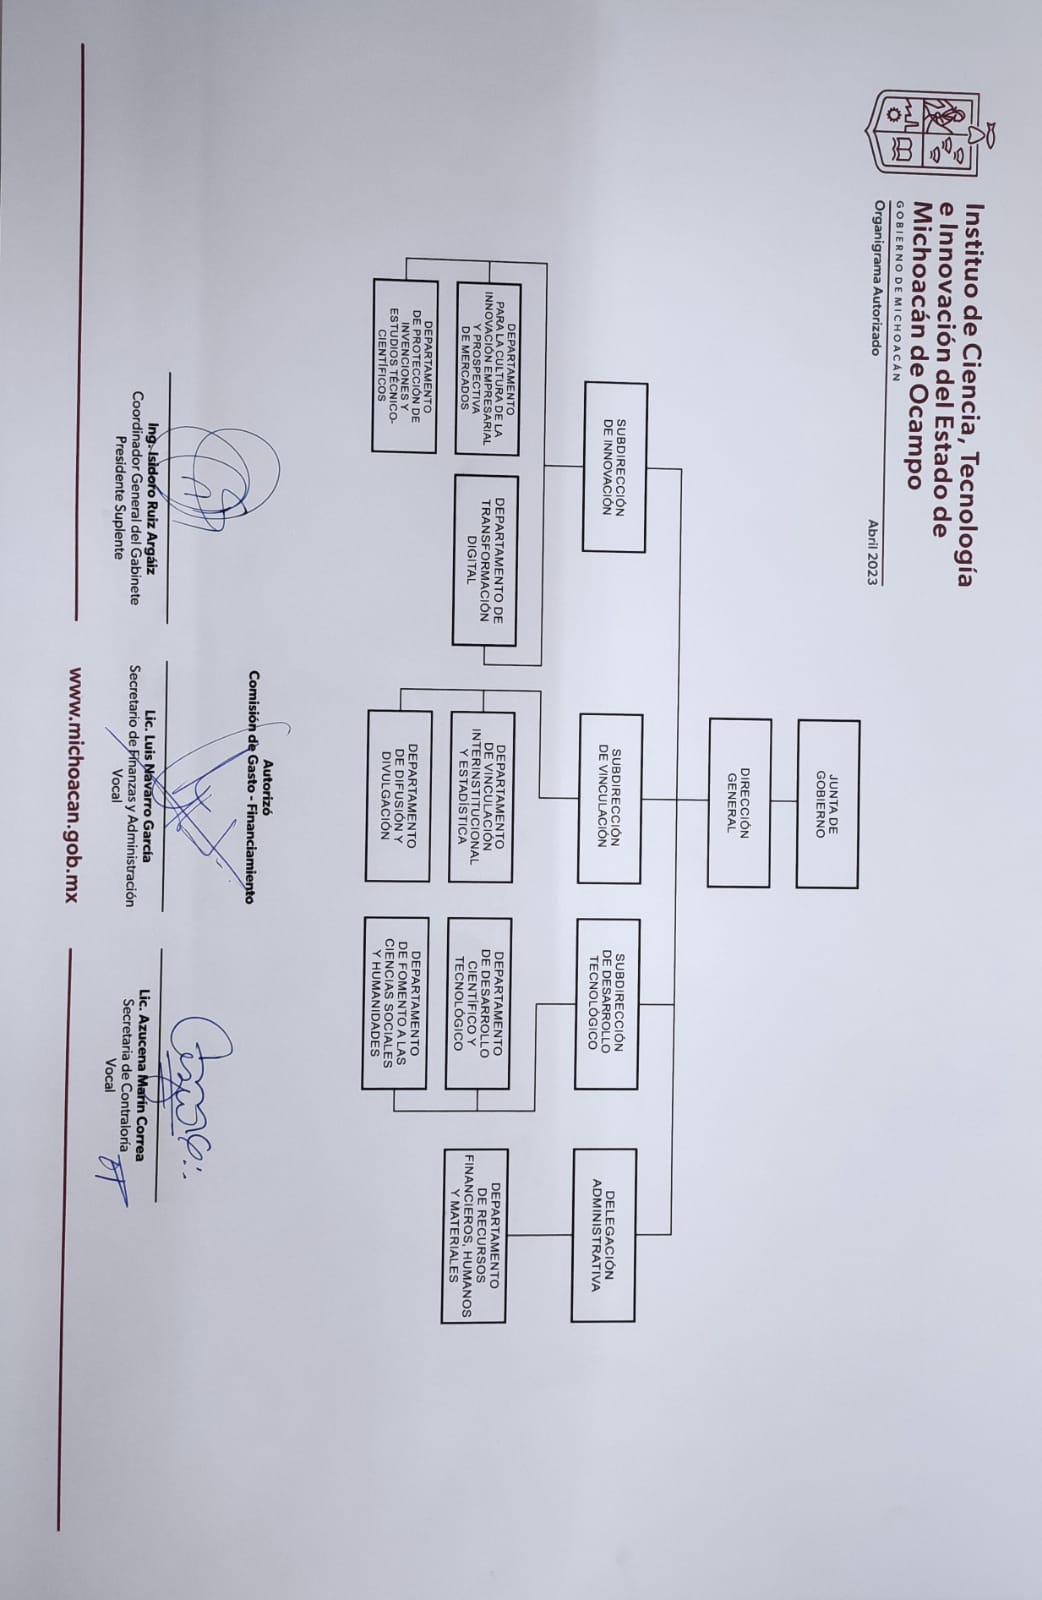 Instituo de Ciencia, Tecnología
e Innovación del Estado de
Michoacán de Ocampo
GOBIERNO DE MICHOACÁN
Organigrama Autorizado
Abril 2023
JUNTA DE
GOBIERNO
DIRECCIÓN
GENERAL
SUBDIRECCIÓN
DE INNOVACIÓN
SUBDIRECCIÓN
DE VINCULACIÓN
SUBDIRECCIÓN
DE DESARROLLO
TECNOLÓGICO
DELEGACIÓN
ADMINISTRATIVA
DEPARTAMENTO
PARA LA CULTURA DE LA
INNOVACIÓN EMPRESARIAL
Y PROSPECTIVA
DE MERCADOS
DEPARTAMENTO DE
TRANSFORMACIÓN
DIGITAL
DEPARTAMENTO
DE VINCULACIÓN
INTERINSTITUCIONAL
Y ESTADÍSTICA
DEPARTAMENTO
DE DESARROLLO
CIENTÍFICO Y
TECNOLÓGICO
DEPARTAMENTO
DE RECURSOS
FINANCIEROS, HUMANOS
Y MATERIALES
DEPARTAMENTO
DE PROTECCIÓN DE
INVENCIONES Y
ESTUDIOS TÉCNICO-
CIENTÍFICOS
DEPARTAMENTO
DE DIFUSIÓN Y
DIVULGACIÓN
DEPARTAMENTO
DE FOMENTO A LAS
CIENCIAS SOCIALES
Y HUMANIDADES
Autorizó
Comisión de Gasto - Financiamiento
Ing. Isidoro Ruiz Argáiz
Coordinador General del Gabinete
Presidente Suplente
Lic. Luis Navarro García
Secretario de Finanzas y Administración
Vocal
Lic. Azucena Marín Correa
Secretaria de Contraloría
Vocal
www.michoacan.gob.mx